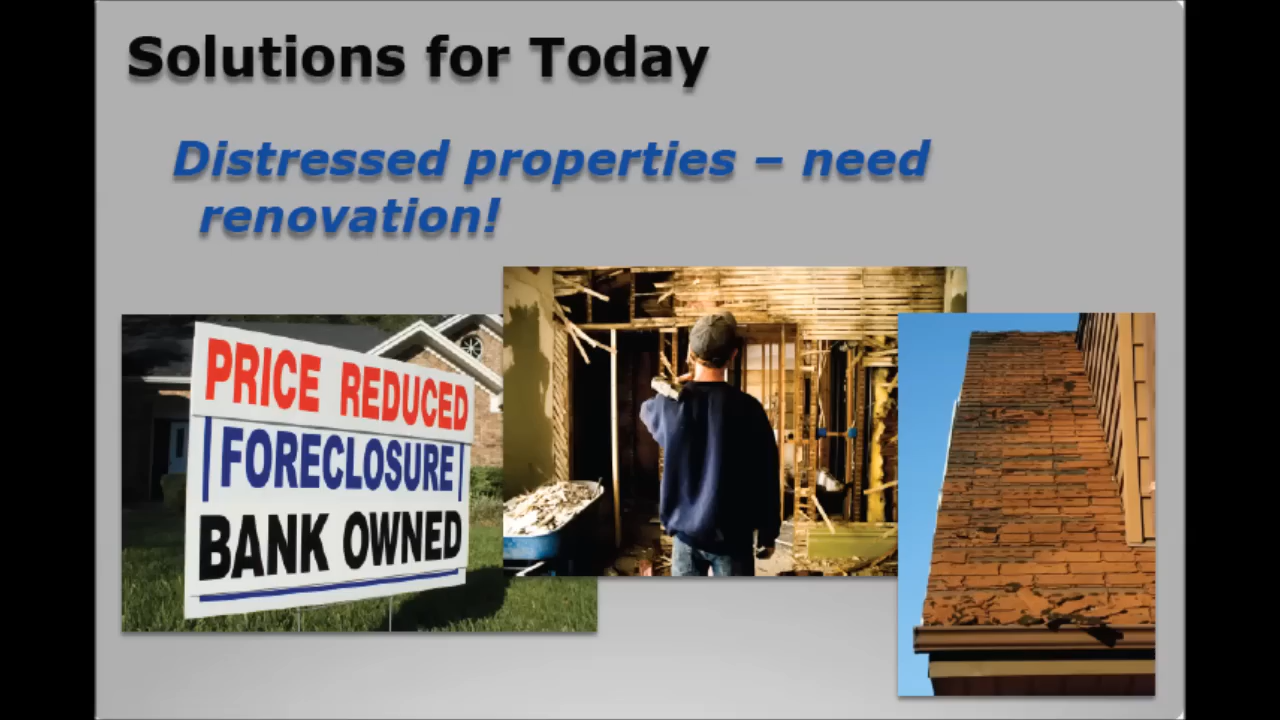 Solutions for Today
Distressed properties – need
renovation!
PRICE REDUCED
FORECLOSURE
BANK OWNED